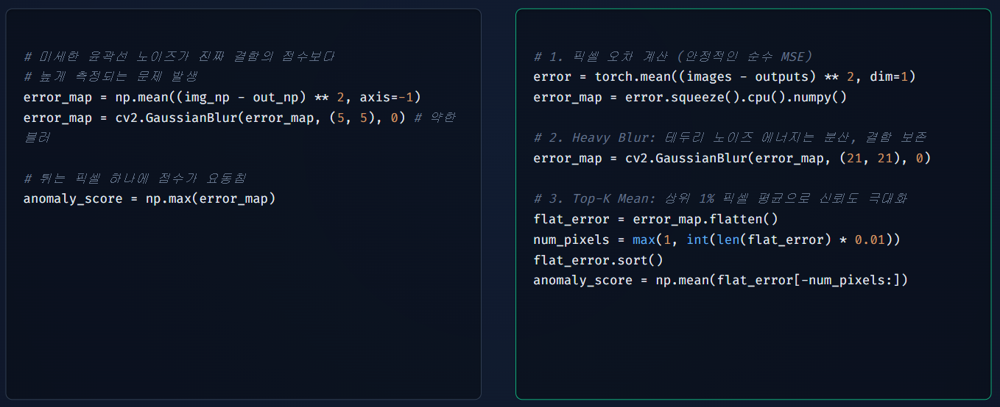 # 미세한 윤곽선 노이즈가 진짜 결함의 점수보다
# 높게 측정되는 문제 발생
error_map = np.mean((img_np - out_np) ** 2, axis=-1)
error_map = cv2.GaussianBlur(error_map, (5, 5), 0) # 약한
블러
# 튀는 픽셀 하나에 점수가 요동침
anomaly_score = np.max(error_map)
# 1. 픽셀 오차 계산 (안정적인 순수 MSE)
error = torch.mean((images - outputs) ** 2, dim=1)
error_map = error.squeeze().cpu().numpy()
# 2. Heavy Blur: 테두리 노이즈 에너지는 분산, 결함 보존
error_map = cv2.GaussianBlur(error_map, (21, 21), 0)
# 3. Top-K Mean: 상위 1% 픽셀 평균으로 신뢰도 극대화
flat_error = error_map.flatten()
num_pixels = max(1, int(len(flat_error) * 0.01))
flat_error.sort()
anomaly_score = np.mean(flat_error[-num_pixels:])